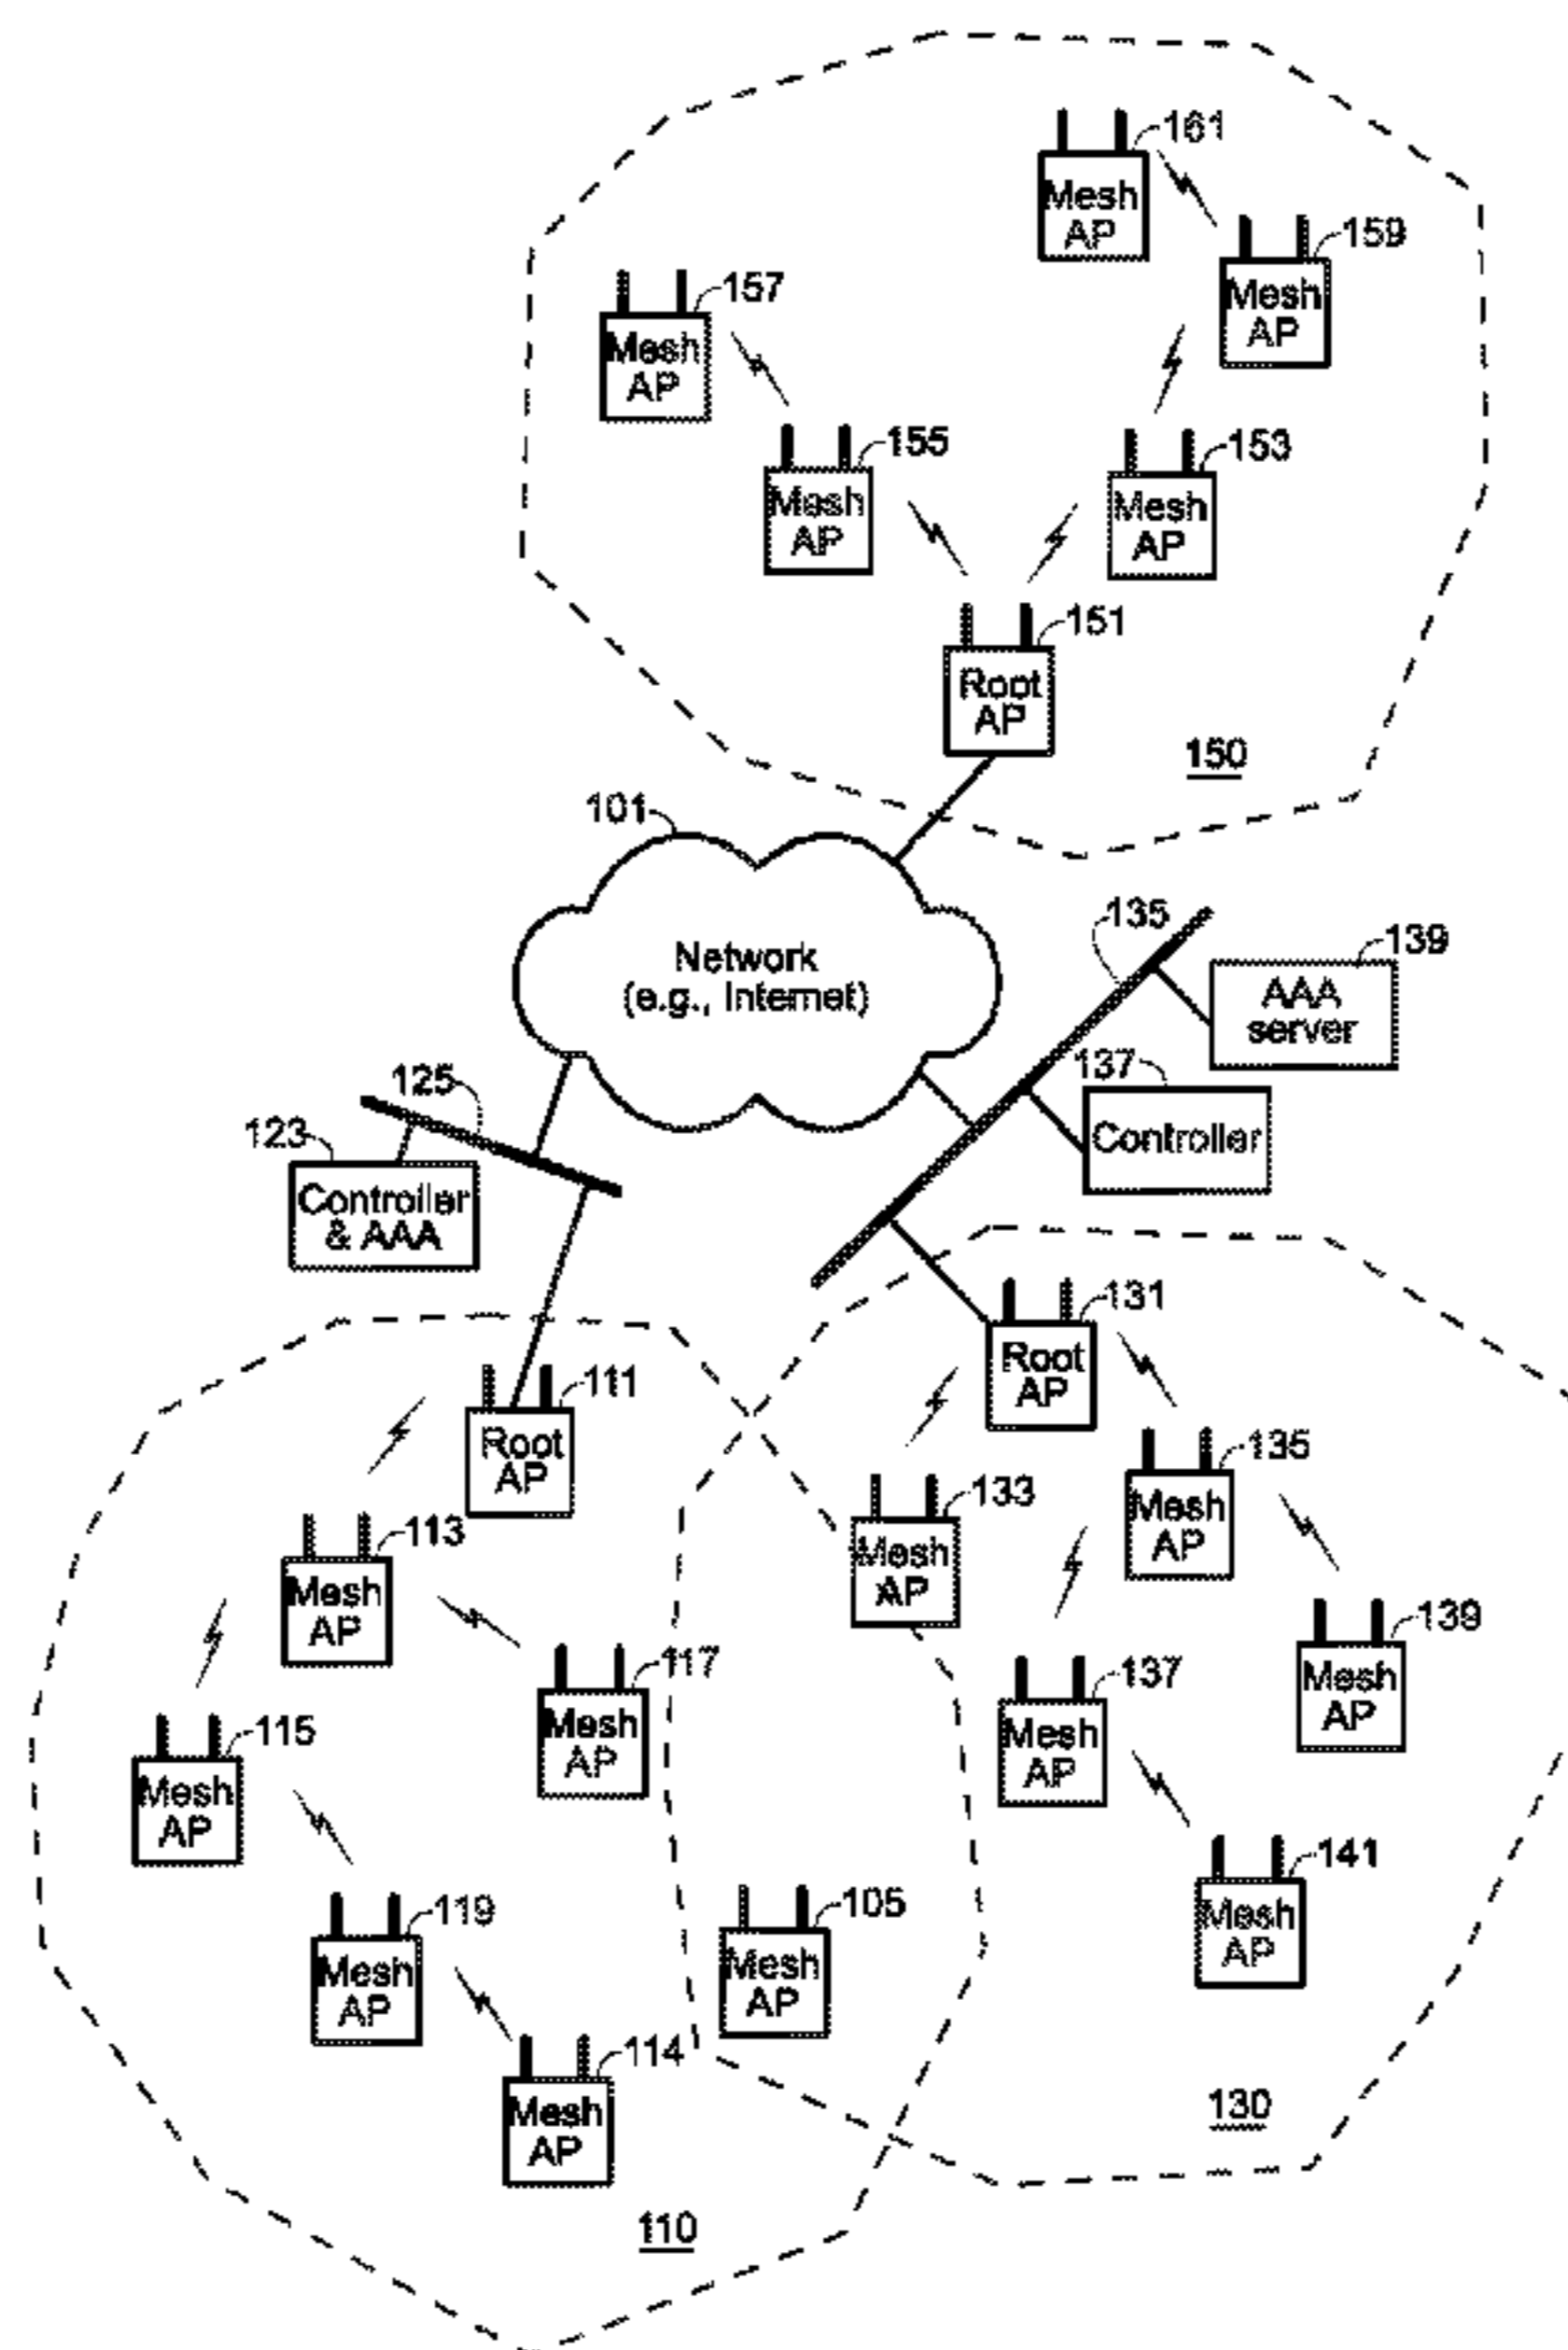 161
Mesh
AP
159
Mesh
AP
157
Mesh
AP
155
Mesh
AP
153
Mesh
AP
151
Root
AP
150
101
Network
(e.g., Internet)
135
139
AAA
server
137
Controller
125
123
Controller
& AAA
131
Root
AP
111
Root
AP
135
Mesh
AP
133
Mesh
AP
113
Mesh
AP
139
Mesh
AP
117
Mesh
AP
137
Mesh
AP
115
Mesh
AP
141
Mesh
AP
119
Mesh
AP
105
Mesh
AP
114
Mesh
AP
130
110